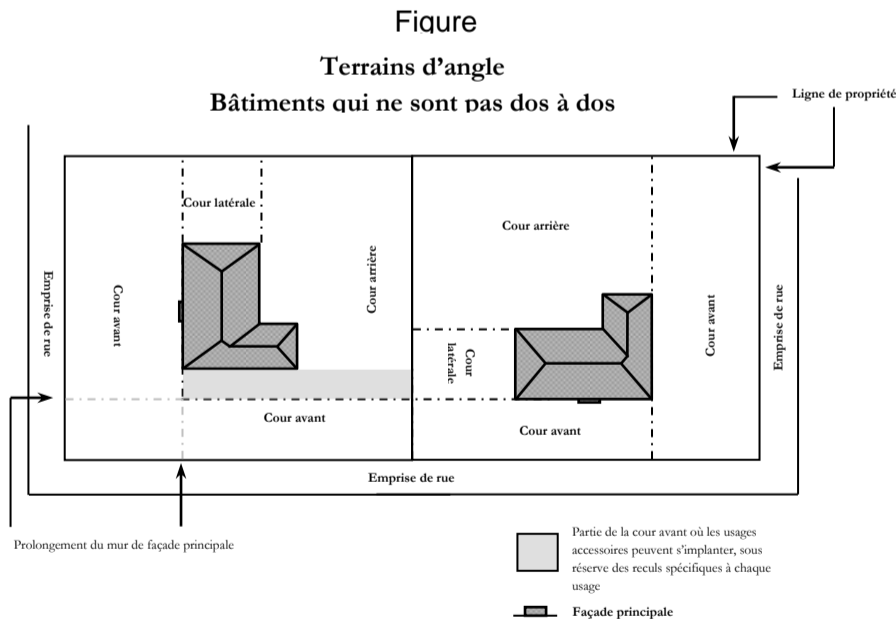 Figure
Terrains d'angle
Bâtiments qui ne sont pas dos à dos
Ligne de propriété
Cour latérale
Cour arrière
Cour arrière
Emprise de rue
Cour avant
Cour
latérale
Cour avant
Emprise de rue
Cour avant
Cour avant
Emprise de rue
Prolongement du mur de façade principale
Partie de la cour avant où les usages
accessoires peuvent s'implanter, sous
réserve des reculs spécifiques à chaque
usage
Façade principale